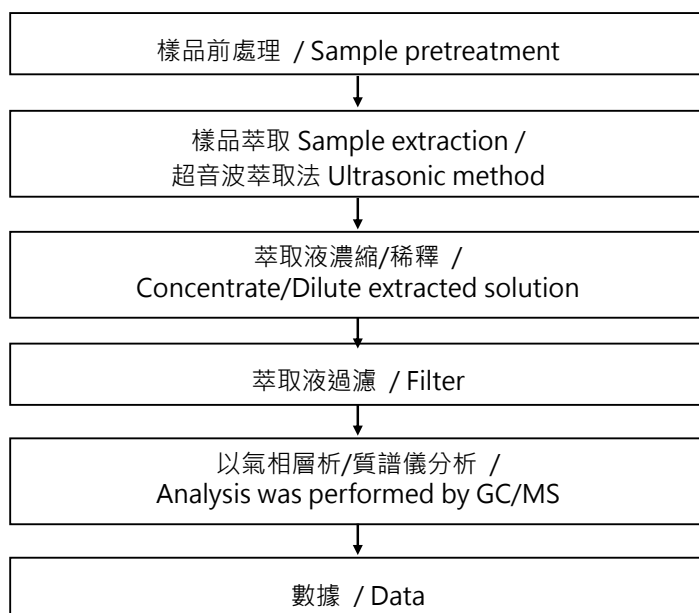 樣品前處理 / Sample pretreatment
樣品萃取 Sample extraction /
超音波萃取法 Ultrasonic method
萃取液濃縮/稀釋 /
Concentrate/Dilute extracted solution
萃取液過濾 / Filter
以氣相層析/質譜儀分析 /
Analysis was performed by GC/MS
數據 / Data